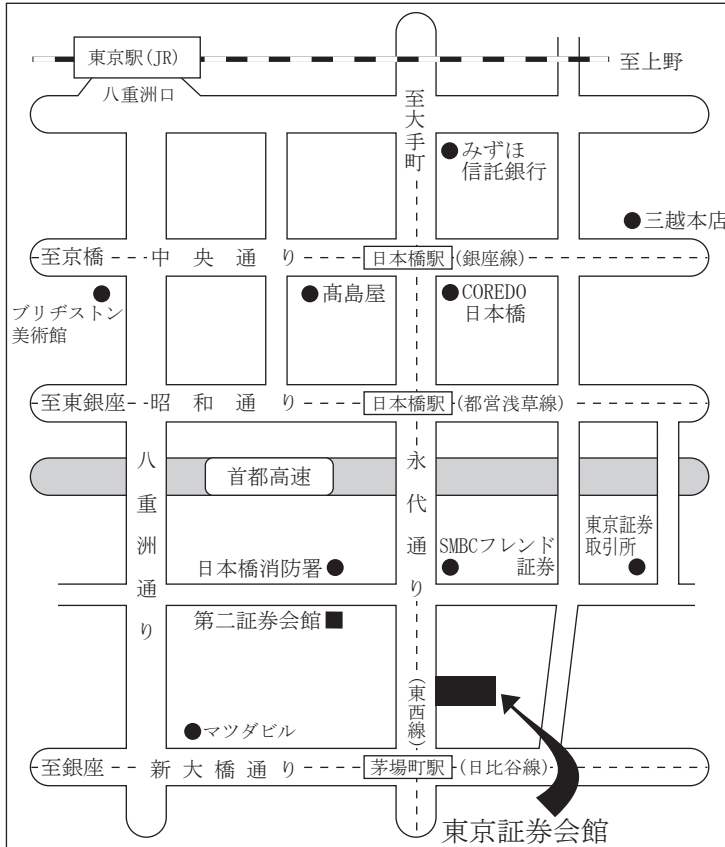 東京駅(JR)
至上野
八重洲口
至大手町
みずほ
信託銀行
三越本店
至京橋
中央通り
日本橋駅
(銀座線)
ブリヂストン
美術館
髙島屋
COREDO
日本橋
至東銀座
昭和通り
日本橋駅
(都営浅草線)
八重洲通り
首都高速
永代通り
SMBCフレンド
証券
東京証券
取引所
日本橋消防署
第二証券会館
(東西線)
マツダビル
至銀座
新大橋通り
茅場町駅
(日比谷線)
東京証券会館